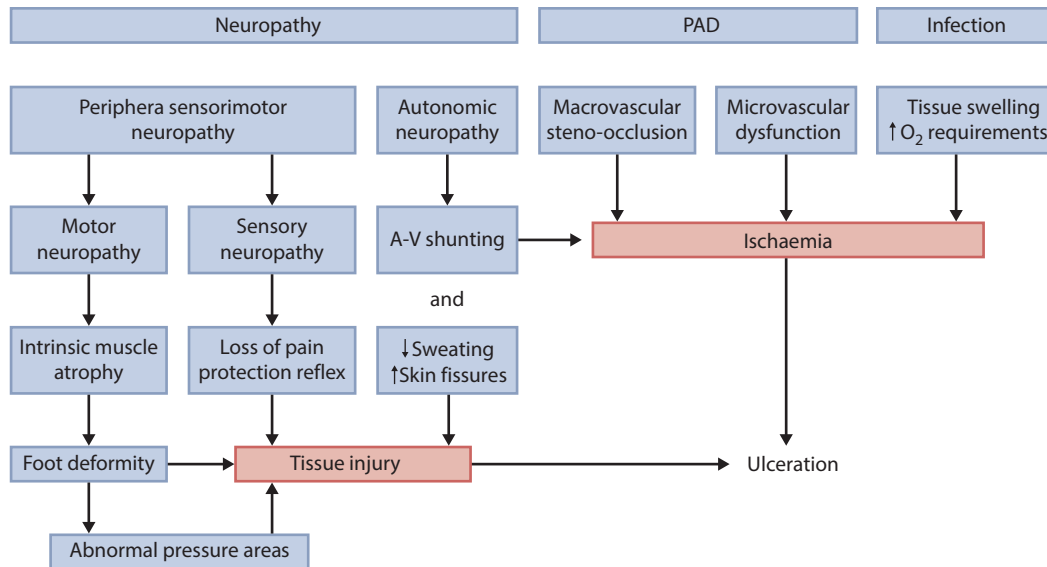 Neuropathy
PAD
Infection
Periphera sensorimotor
neuropathy
Autonomic
neuropathy
Macrovascular
steno-occlusion
Microvascular
dysfunction
Tissue swelling
↑O₂ requirements
Motor
neuropathy
Sensory
neuropathy
A-V shunting
Ischaemia
and
Intrinsic muscle
atrophy
Loss of pain
protection reflex
↓Sweating
↑Skin fissures
Foot deformity
Tissue injury
Ulceration
Abnormal pressure areas